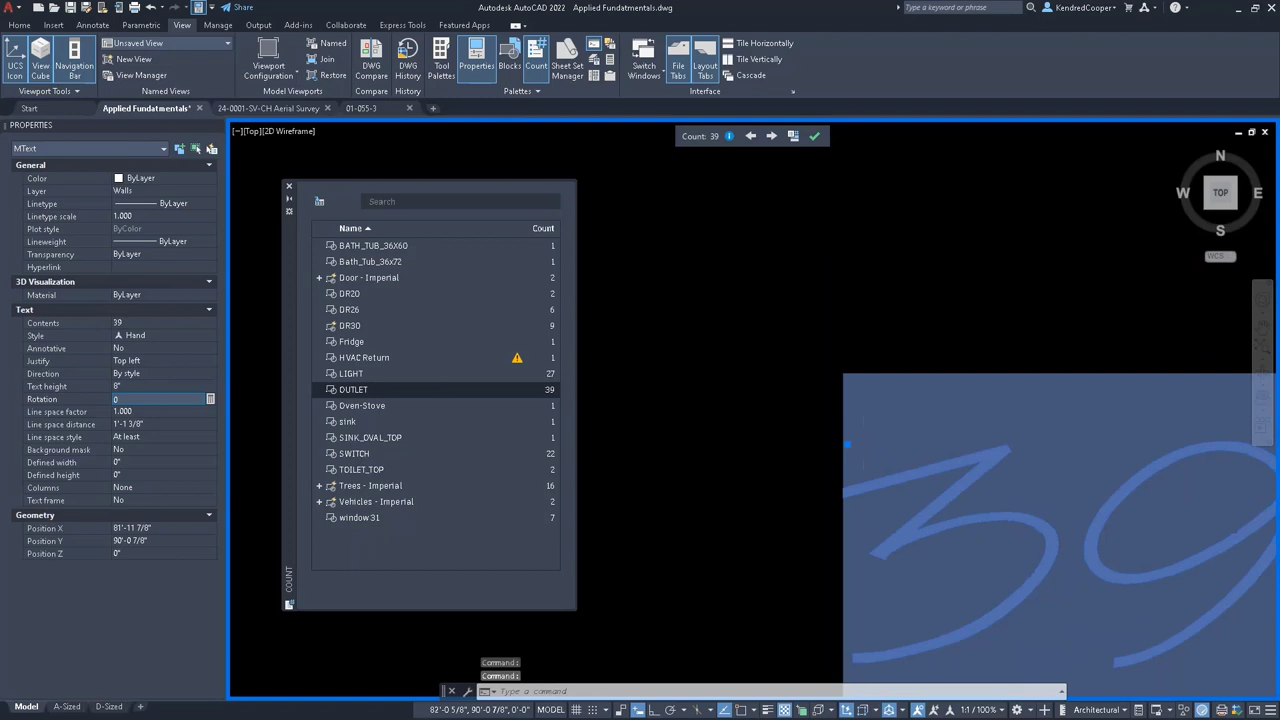 Share
Autodesk AutoCAD 2022 Applied Fundatmentals.dwg
Type a keyword or phrase
KendredCooper
Home Insert Annotate Parametric View Manage Output Add-ins Collaborate Express Tools Featured Apps
UCS Icon
View Cube
Navigation Bar
Viewport Tools
Unsaved View
New View
View Manager
Named Views
Viewport Configuration
Named
Join
Restore
Model Viewports
DWG Compare
Compare
DWG History
History
Tool Palettes
Properties
Blocks
Count
Sheet Set Manager
Palettes
Switch Windows
File Tabs
Layout Tabs
Tile Horizontally
Tile Vertically
Cascade
Interface
Start
Applied Fundatmentals*
24-0001-SV-CH Aerial Survey
01-055-3
PROPERTIES
MText
General
Color ByLayer
Layer Walls
Linetype ByLayer
Linetype scale 1.000
Plot style ByColor
Lineweight ByLayer
Transparency ByLayer
Hyperlink
3D Visualization
Material ByLayer
Text
Contents 39
Style Hand
Annotative No
Justify Top left
Direction By style
Text height 8"
Rotation 0
Line space factor 1.000
Line space distance 1'-1 3/8"
Line space style At least
Background mask No
Defined width 0"
Defined height 0"
Columns None
Text frame No
Geometry
Position X 81'-11 7/8"
Position Y 90'-0 7/8"
Position Z 0"
[−][Top][2D Wireframe]
Count: 39
Search
Name Count
BATH_TUB_36X60 1
Bath_Tub_36x72 1
Door - Imperial 2
DR20 2
DR26 6
DR30 9
Fridge 1
HVAC Return 1
LIGHT 27
OUTLET 39
Oven-Stove 1
sink 1
SINK_OVAL_TOP 1
SWITCH 22
TOILET_TOP 2
Trees - Imperial 16
Vehicles - Imperial 2
window 31 7
COUNT
N
W TOP E
S
WCS
39
Command:
Command:
Type a command
Model A-Sized D-Sized
82'-0 5/8", 90'-0 7/8", 0'-0" MODEL
1:1 / 100%
Architectural